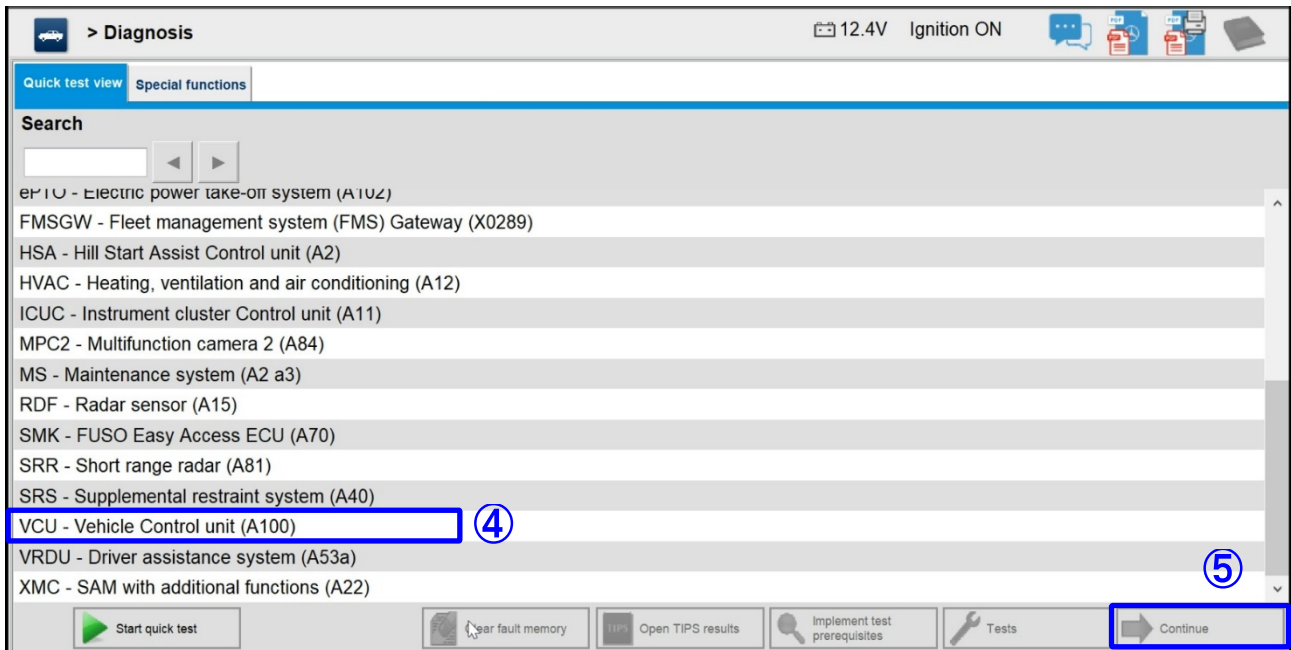 > Diagnosis 12.4V Ignition ON
Quick test view Special functions
Search
ePTO - Electric power take-off system (A102)
FMSGW - Fleet management system (FMS) Gateway (X0289)
HSA - Hill Start Assist Control unit (A2)
HVAC - Heating, ventilation and air conditioning (A12)
ICUC - Instrument cluster Control unit (A11)
MPC2 - Multifunction camera 2 (A84)
MS - Maintenance system (A2 a3)
RDF - Radar sensor (A15)
SMK - FUSO Easy Access ECU (A70)
SRR - Short range radar (A81)
SRS - Supplemental restraint system (A40)
VCU - Vehicle Control unit (A100) ④
VRDU - Driver assistance system (A53a)
⑤
XMC - SAM with additional functions (A22)
Start quick test Clear fault memory TIPS Open TIPS results Implement test prerequisites Tests Continue